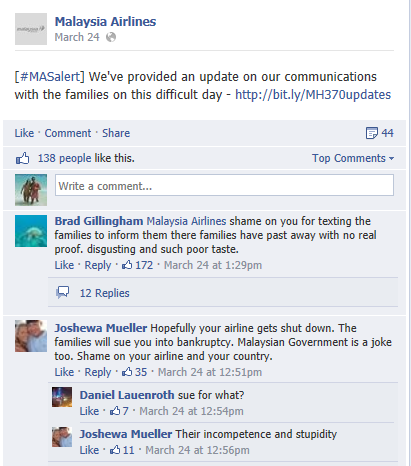 Malaysia Airlines
March 24
[#MASalert] We've provided an update on our communications
with the families on this difficult day - http://bit.ly/MH370updates
Like · Comment · Share 44
138 people like this. Top Comments
Write a comment...
Brad Gillingham Malaysia Airlines shame on you for texting the
families to inform them there families have past away with no real
proof. disgusting and such poor taste.
Like · Reply · 172 · March 24 at 1:29pm
12 Replies
Joshewa Mueller Hopefully your airline gets shut down. The
families will sue you into bankruptcy. Malaysian Government is a joke
too. Shame on your airline and your country.
Like · Reply · 35 · March 24 at 12:51pm
Daniel Lauenroth sue for what?
Like · 7 · March 24 at 12:54pm
Joshewa Mueller Their incompetence and stupidity
Like · 11 · March 24 at 12:56pm